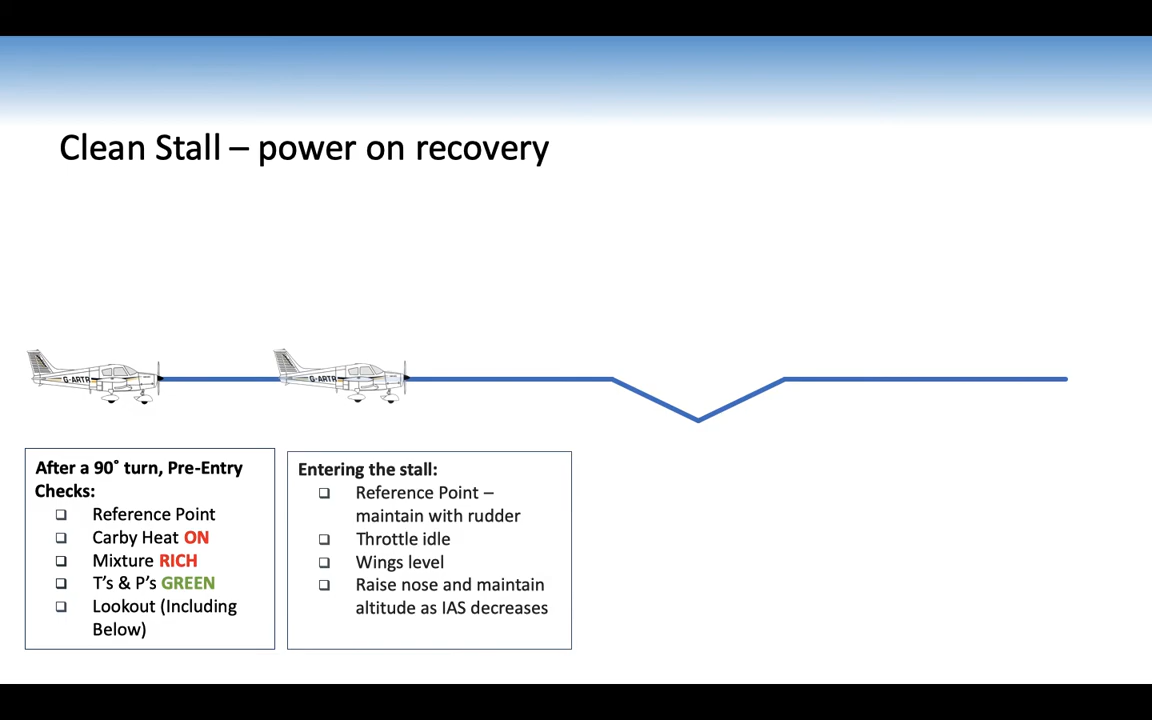 Clean Stall – power on recovery
G-ARTR
G-ARTR
After a 90˚ turn, Pre-Entry
Checks:
❑ Reference Point
❑ Carby Heat ON
❑ Mixture RICH
❑ T’s & P’s GREEN
❑ Lookout (Including
Below)
Entering the stall:
❑ Reference Point –
maintain with rudder
❑ Throttle idle
❑ Wings level
❑ Raise nose and maintain
altitude as IAS decreases